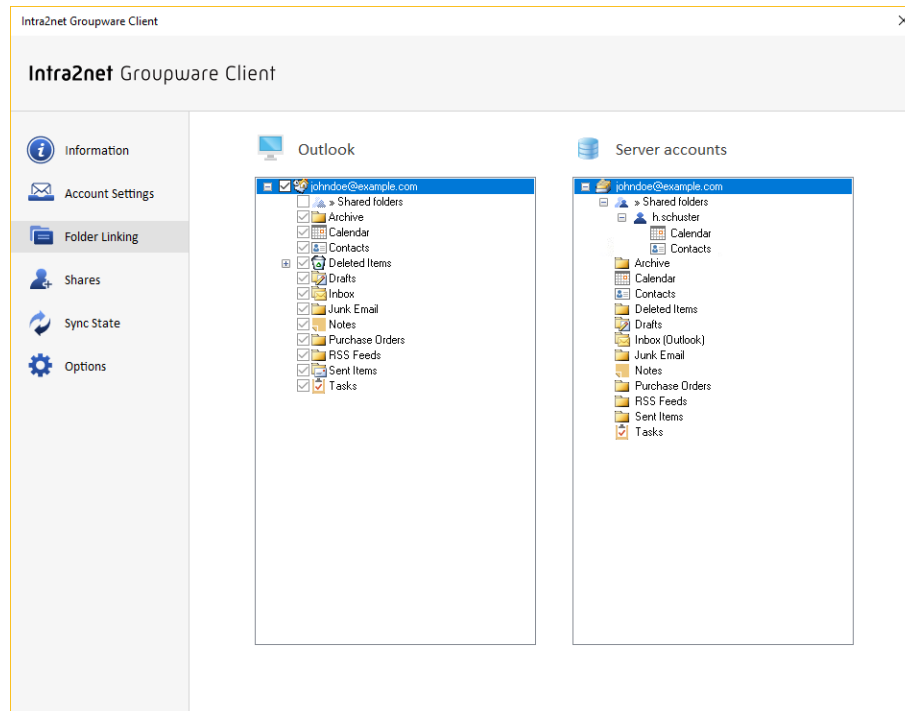 Intra2net Groupware Client
Intra2net Groupware Client
Information
Account Settings
Folder Linking
Shares
Sync State
Options
Outlook
johndoe@example.com
» Shared folders
Archive
Calendar
Contacts
Deleted Items
Drafts
Inbox
Junk Email
Notes
Purchase Orders
RSS Feeds
Sent Items
Tasks
Server accounts
johndoe@example.com
» Shared folders
h.schuster
Calendar
Contacts
Archive
Calendar
Contacts
Deleted Items
Drafts
Inbox (Outlook)
Junk Email
Notes
Purchase Orders
RSS Feeds
Sent Items
Tasks